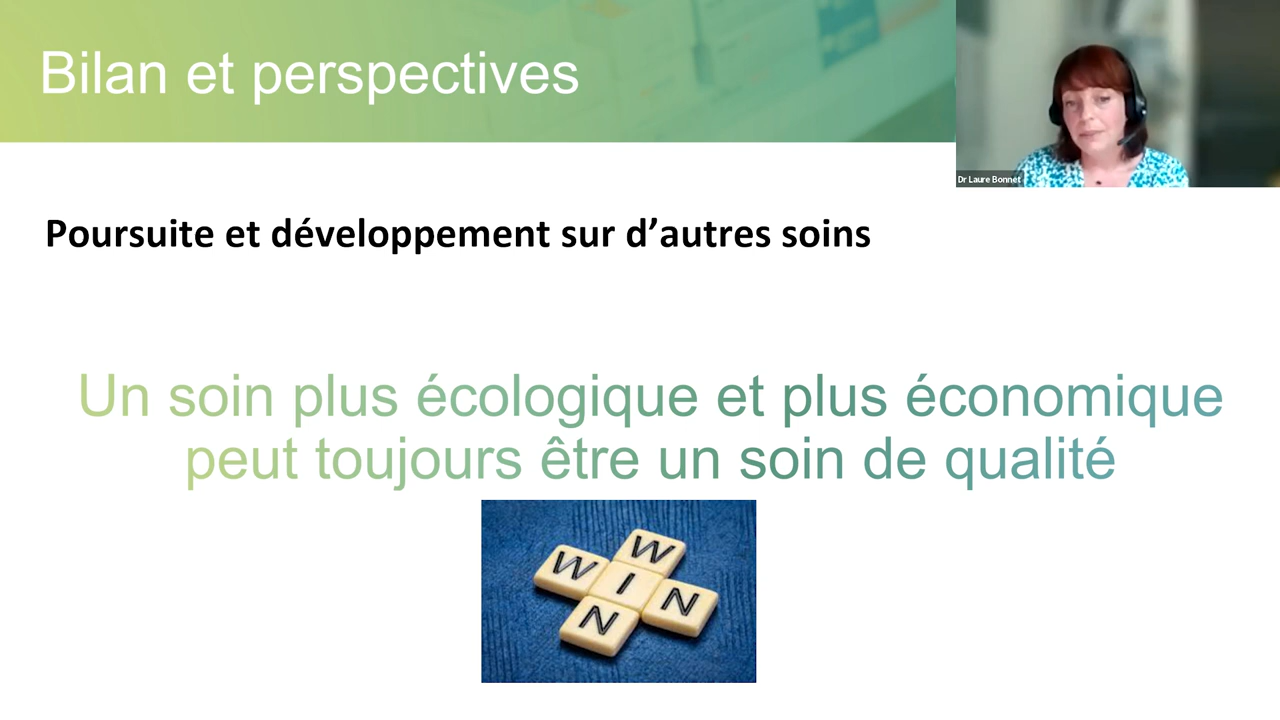 Bilan et perspectives
Dr Laure Bonnet
Poursuite et développement sur d’autres soins
Un soin plus écologique et plus économique
peut toujours être un soin de qualité
WIN
WIN